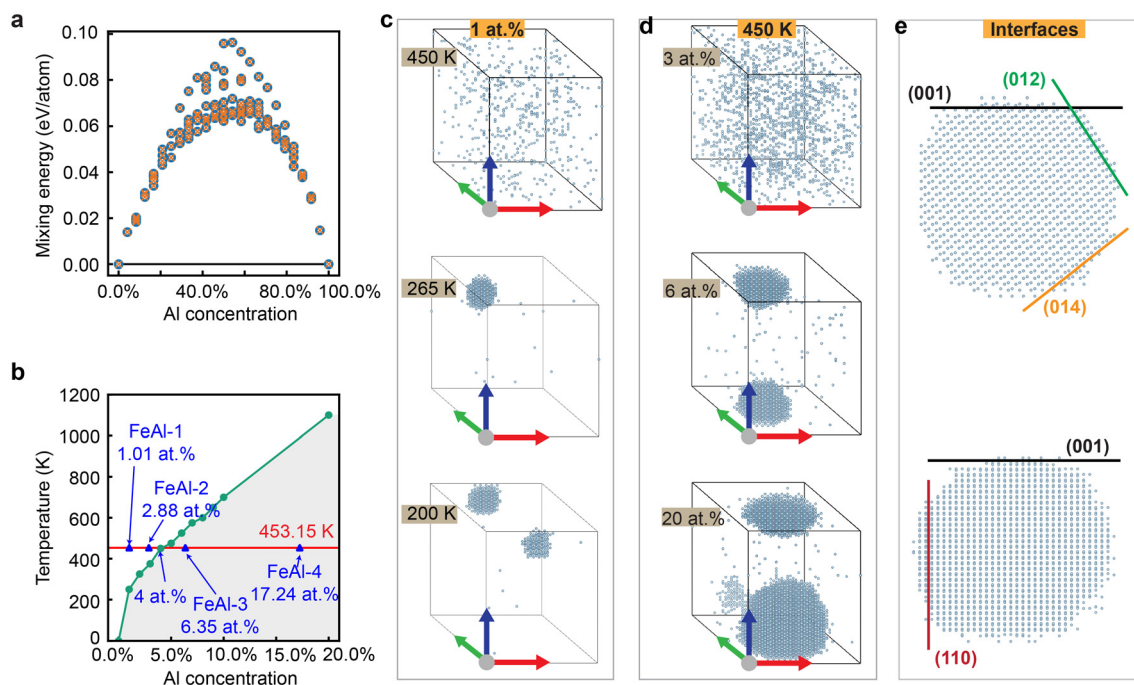 a
Mixing energy (eV/atom)
0.10
0.08
0.06
0.04
0.02
0.00
0.0% 40.0% 80.0% 100.0%
Al concentration
b
Temperature (K)
1200
1000
800
600
400
200
0
FeAl-1
1.01 at.%
FeAl-2
2.88 at.%
453.15 K
4 at.%
FeAl-3
6.35 at.%
FeAl-4
17.24 at.%
0.0% 5.0% 10.0% 15.0% 20.0%
Al concentration
c
1 at.%
450 K
265 K
200 K
d
450 K
3 at.%
6 at.%
20 at.%
e
Interfaces
(012)
(001)
(014)
(001)
(110)